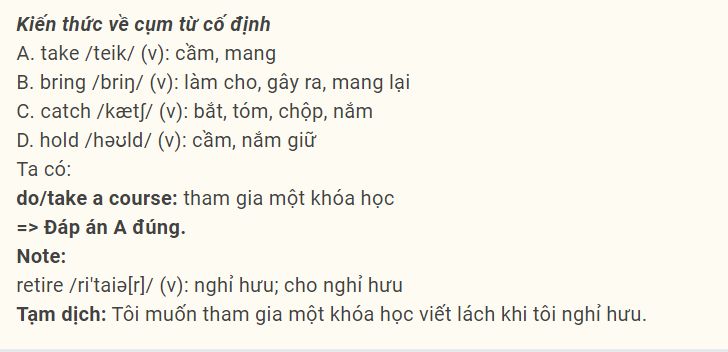 Kiến thức về cụm từ cố định
A. take /teik/ (v): cầm, mang
B. bring /briŋ/ (v): làm cho, gây ra, mang lại
C. catch /kætʃ/ (v): bắt, tóm, chộp, nắm
D. hold /həʊld/ (v): cầm, nắm giữ
Ta có:
do/take a course: tham gia một khóa học
=> Đáp án A đúng.
Note:
retire /ri'taiə[r]/ (v): nghỉ hưu; cho nghỉ hưu
Tạm dịch: Tôi muốn tham gia một khóa học viết lách khi tôi nghỉ hưu.